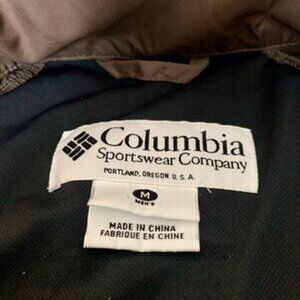 Columbia
Sportswear Company
PORTLAND, OREGON U.S.A.
M
MEN'S
MADE IN CHINA
FABRIQUE EN CHINE